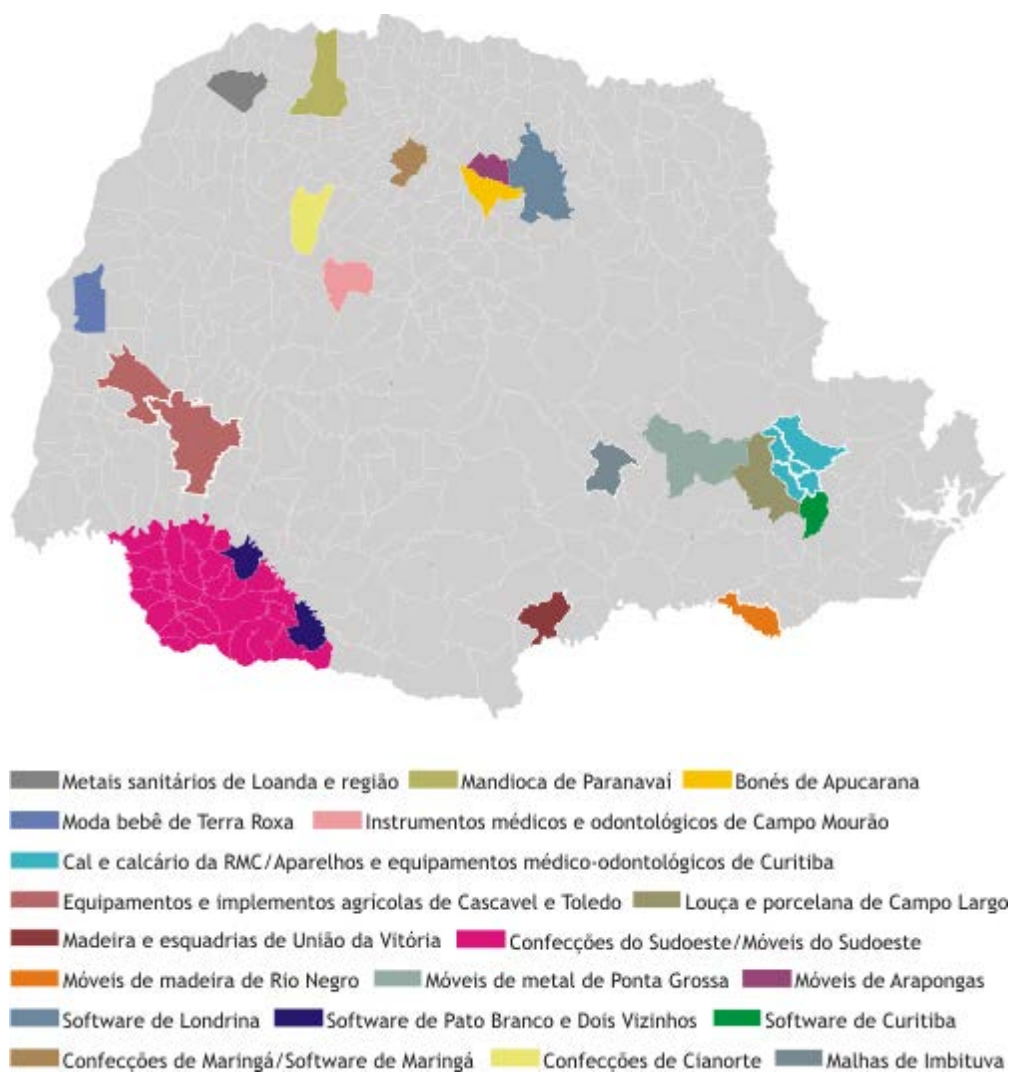 Metais sanitários de Loanda e região Mandioca de Paranavaí Bonés de Apucarana
Moda bebê de Terra Roxa Instrumentos médicos e odontológicos de Campo Mourão
Cal e calcário da RMC/Aparelhos e equipamentos médico-odontológicos de Curitiba
Equipamentos e implementos agrícolas de Cascavel e Toledo Louça e porcelana de Campo Largo
Madeira e esquadrias de União da Vitória Confecções do Sudoeste/Móveis do Sudoeste
Móveis de madeira de Rio Negro Móveis de metal de Ponta Grossa Móveis de Arapongas
Software de Londrina Software de Pato Branco e Dois Vizinhos Software de Curitiba
Confecções de Maringá/Software de Maringá Confecções de Cianorte Malhas de Imbituva